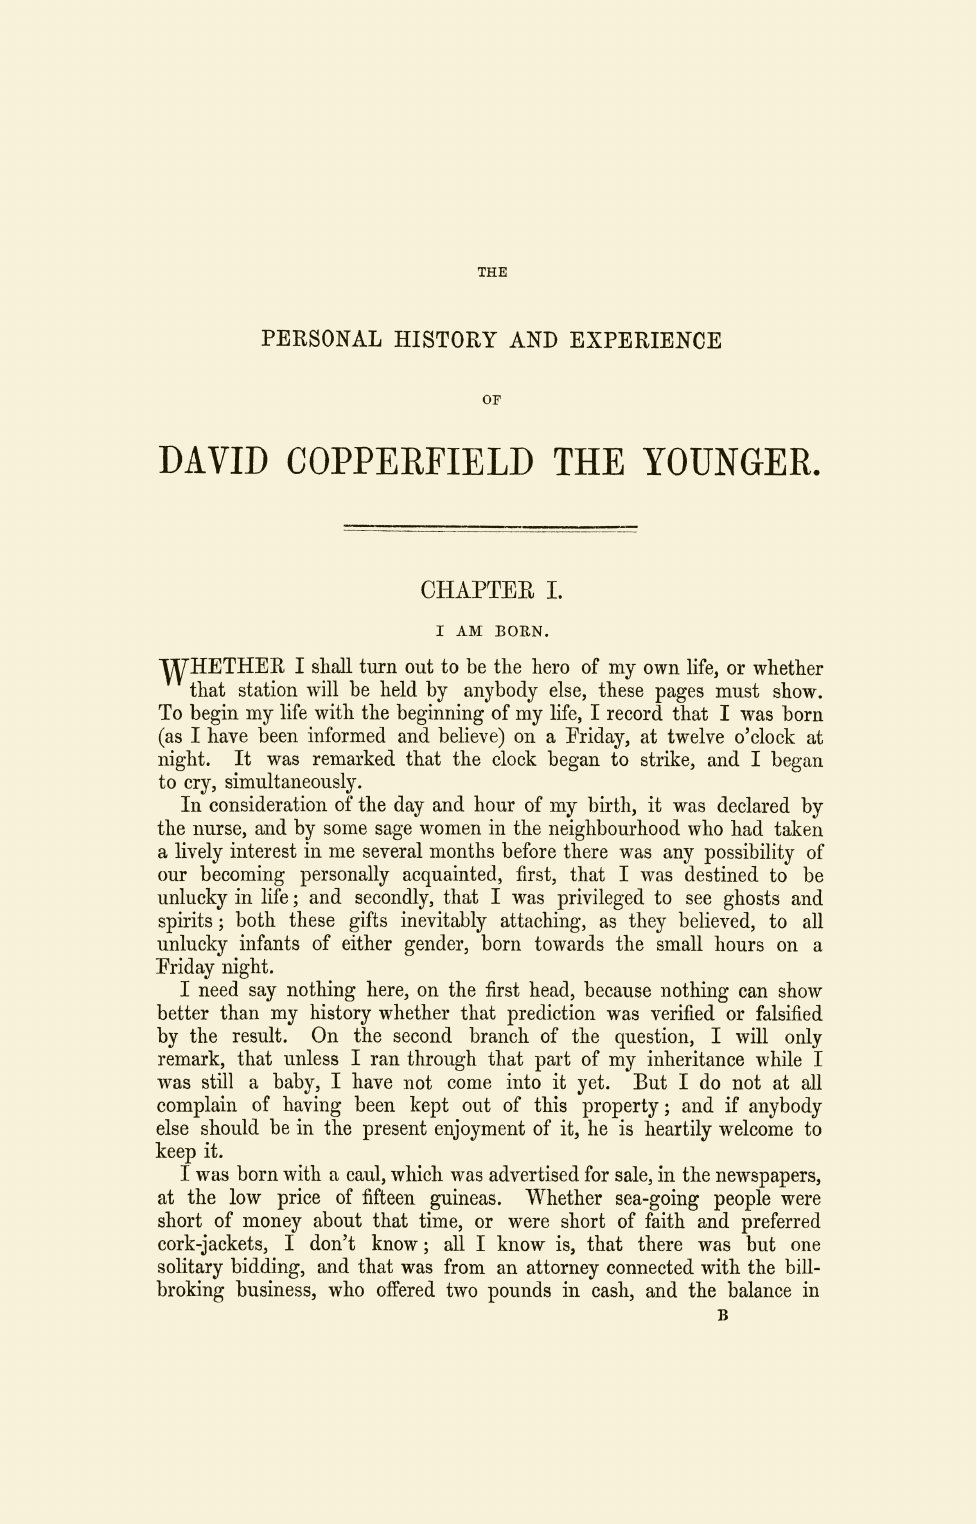 THE
PERSONAL HISTORY AND EXPERIENCE
OF
DAVID COPPERFIELD THE YOUNGER.
CHAPTER I.
I AM BORN.
WHETHER I shall turn out to be the hero of my own life, or whether
that station will be held by anybody else, these pages must show.
To begin my life with the beginning of my life, I record that I was born
(as I have been informed and believe) on a Friday, at twelve o'clock at
night. It was remarked that the clock began to strike, and I began
to cry, simultaneously.
In consideration of the day and hour of my birth, it was declared by
the nurse, and by some sage women in the neighbourhood who had taken
a lively interest in me several months before there was any possibility of
our becoming personally acquainted, first, that I was destined to be
unlucky in life; and secondly, that I was privileged to see ghosts and
spirits; both these gifts inevitably attaching, as they believed, to all
unlucky infants of either gender, born towards the small hours on a
Friday night.
I need say nothing here, on the first head, because nothing can show
better than my history whether that prediction was verified or falsified
by the result. On the second branch of the question, I will only
remark, that unless I ran through that part of my inheritance while I
was still a baby, I have not come into it yet. But I do not at all
complain of having been kept out of this property; and if anybody
else should be in the present enjoyment of it, he is heartily welcome to
keep it.
I was born with a caul, which was advertised for sale, in the newspapers,
at the low price of fifteen guineas. Whether sea-going people were
short of money about that time, or were short of faith and preferred
cork-jackets, I don't know; all I know is, that there was but one
solitary bidding, and that was from an attorney connected with the bill-
broking business, who offered two pounds in cash, and the balance in
B